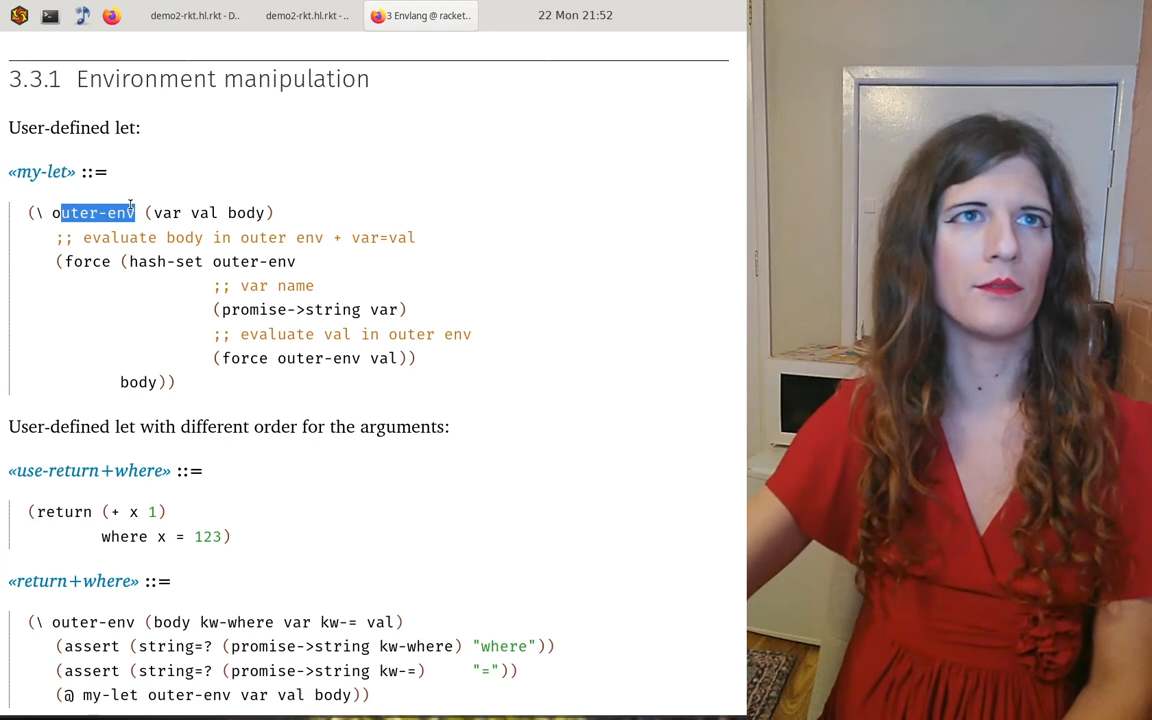 demo2-rkt.hl.rkt - D.. demo2-rkt.hl.rkt - .. 3 Envlang @ racket.. 22 Mon 21:52
3.3.1 Environment manipulation
User-defined let:
«my-let» ::=
(\ outer-env (var val body)
;; evaluate body in outer env + var=val
(force (hash-set outer-env
;; var name
(promise->string var)
;; evaluate val in outer env
(force outer-env val))
body))
User-defined let with different order for the arguments:
«use-return+where» ::=
(return (+ x 1)
where x = 123)
«return+where» ::=
(\ outer-env (body kw-where var kw-= val)
(assert (string=? (promise->string kw-where) "where"))
(assert (string=? (promise->string kw-=) "="))
(@ my-let outer-env var val body))